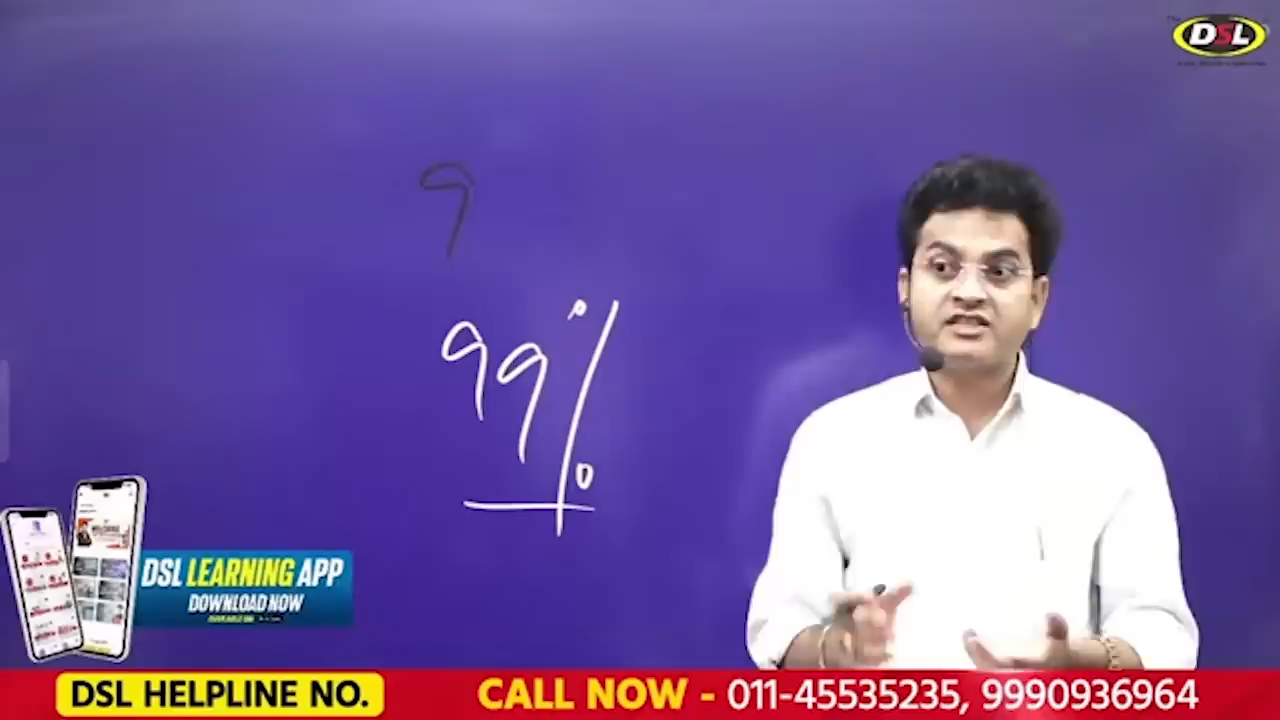 DSL
9
99%
DSL LEARNING APP
DOWNLOAD NOW
DSL HELPLINE NO.
CALL NOW - 011-45535235, 9990936964